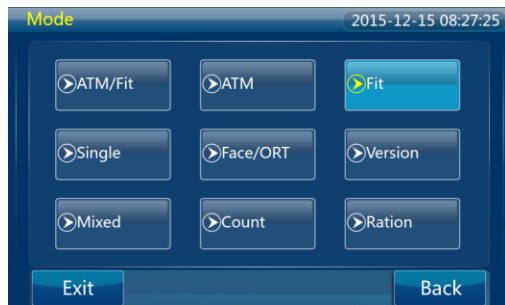 Mode 2015-12-15 08:27:25
ATM/Fit ATM Fit
Single Face/ORT Version
Mixed Count Ration
Exit Back